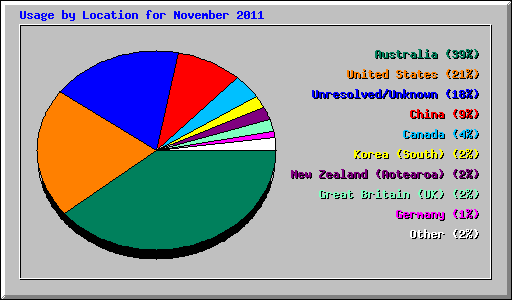 Usage by Location for November 2011
Australia (39%)
United States (21%)
Unresolved/Unknown (18%)
China (9%)
Canada (4%)
Korea (South) (2%)
New Zealand (Aotearoa) (2%)
Great Britain (UK) (2%)
Germany (1%)
Other (2%)